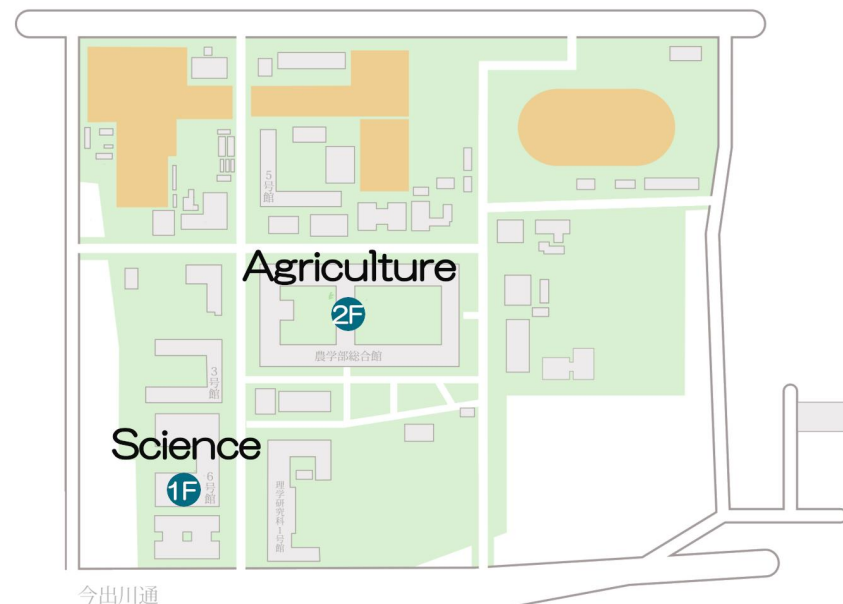 5号館
Agriculture
2F
農学部総合館
3号館
Science
1F
6号館
理学研究科1号館
今出川通